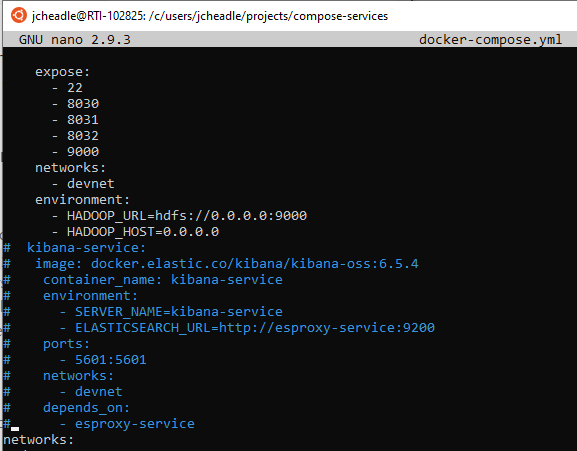 jcheadle@RTI-102825: /c/users/jcheadle/projects/compose-services
GNU nano 2.9.3 docker-compose.yml
    expose:
      - 22
      - 8030
      - 8031
      - 8032
      - 9000
    networks:
      - devnet
    environment:
      - HADOOP_URL=hdfs://0.0.0.0:9000
      - HADOOP_HOST=0.0.0.0
#  kibana-service:
#   image: docker.elastic.co/kibana/kibana-oss:6.5.4
#    container_name: kibana-service
#    environment:
#      - SERVER_NAME=kibana-service
#      - ELASTICSEARCH_URL=http://esproxy-service:9200
#    ports:
#      - 5601:5601
#    networks:
#      - devnet
#    depends_on:
#      - esproxy-service
networks: